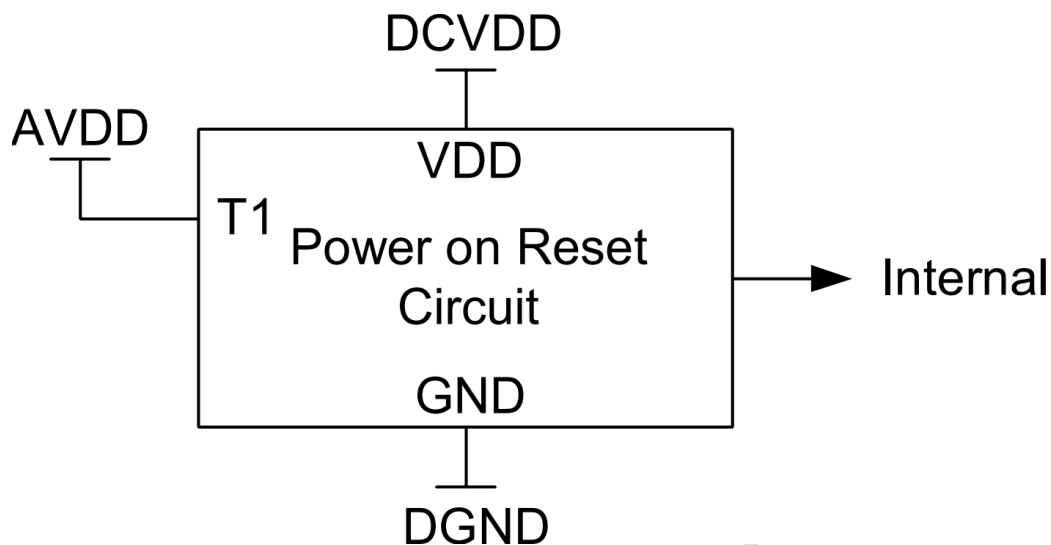 DCVDD
AVDD
VDD
T1
Power on Reset
Circuit
Internal
GND
DGND